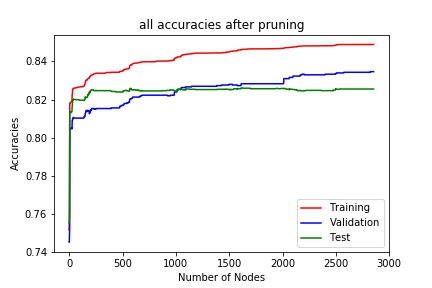 all accuracies after pruning
Accuracies
0.84
0.82
0.80
0.78
0.76
0.74
0
500
1000
1500
2000
2500
3000
Number of Nodes
Training
Validation
Test